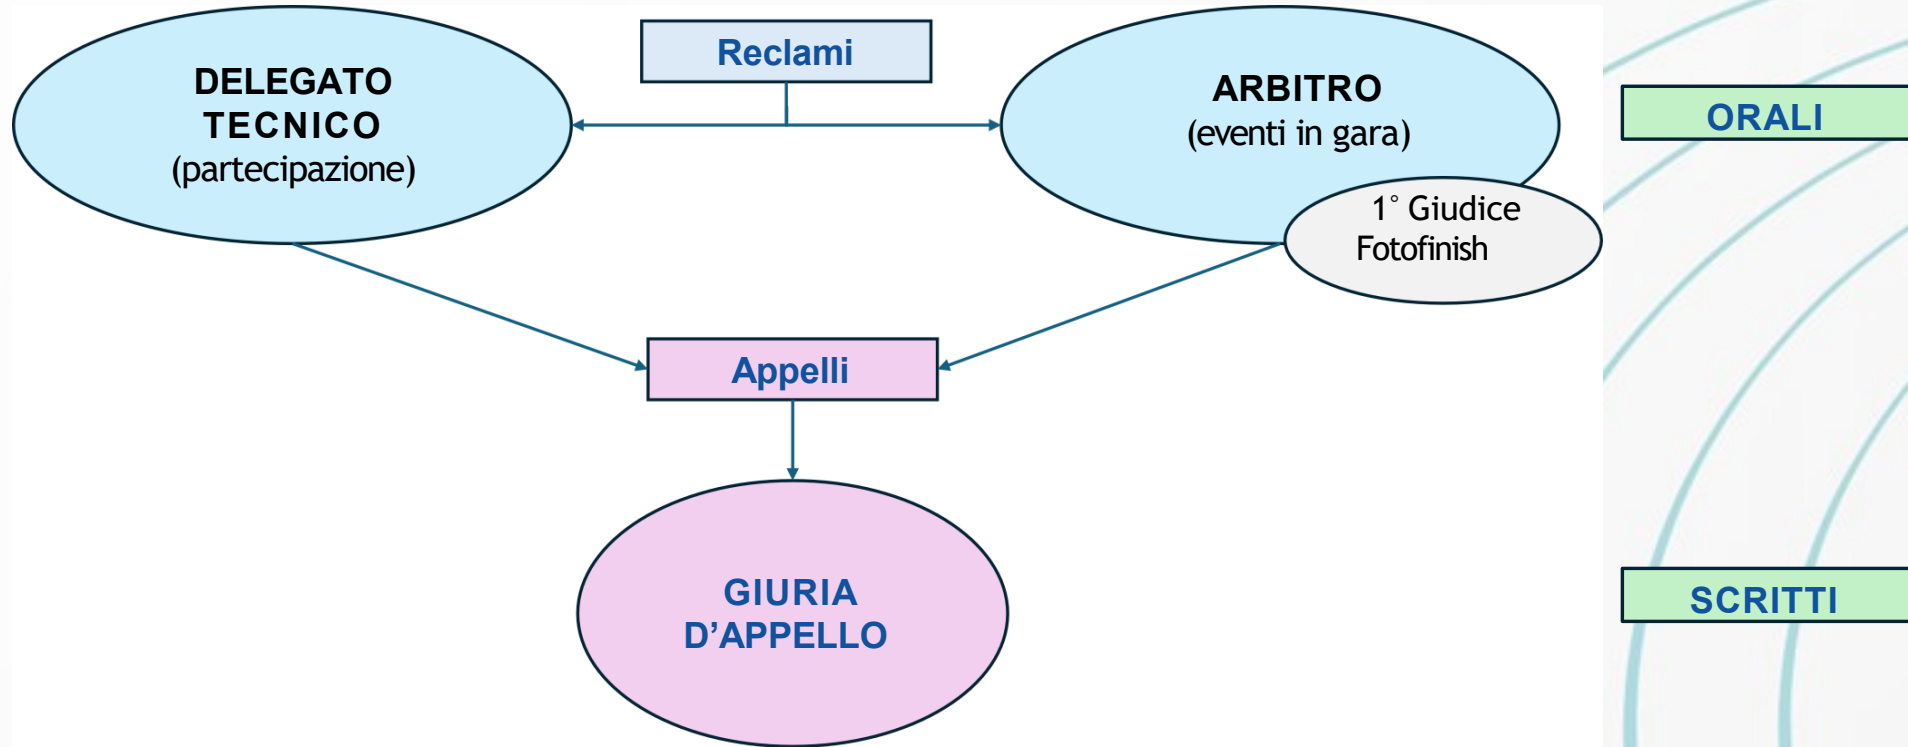 Reclami
DELEGATO
TECNICO
(partecipazione)
ARBITRO
(eventi in gara)
1° Giudice
Fotofinish
ORALI
Appelli
GIURIA
D’APPELLO
SCRITTI